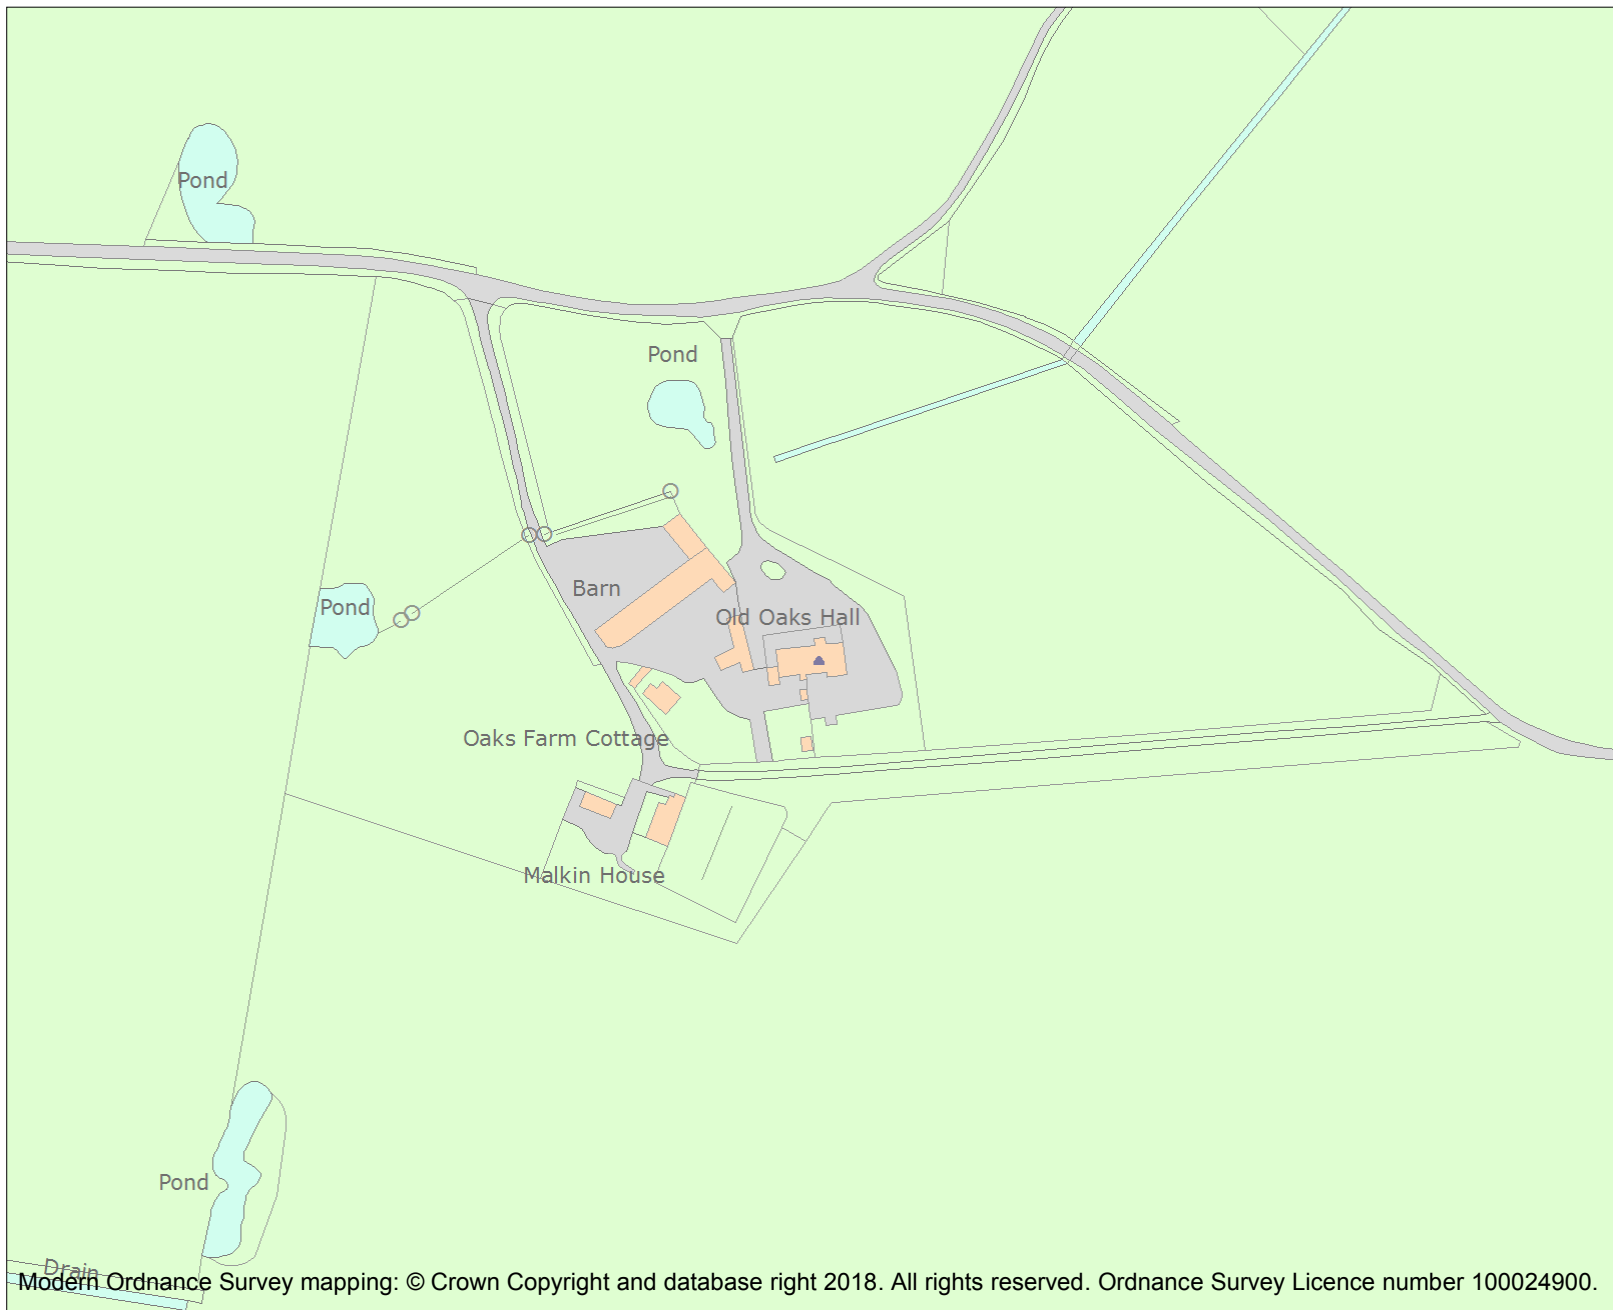 Pond
Pond
Barn
Pond
Old Oaks Hall
Oaks Farm Cottage
Malkin House
Pond
Drain
Modern Ordnance Survey mapping: © Crown Copyright and database right 2018. All rights reserved. Ordnance Survey Licence number 100024900.